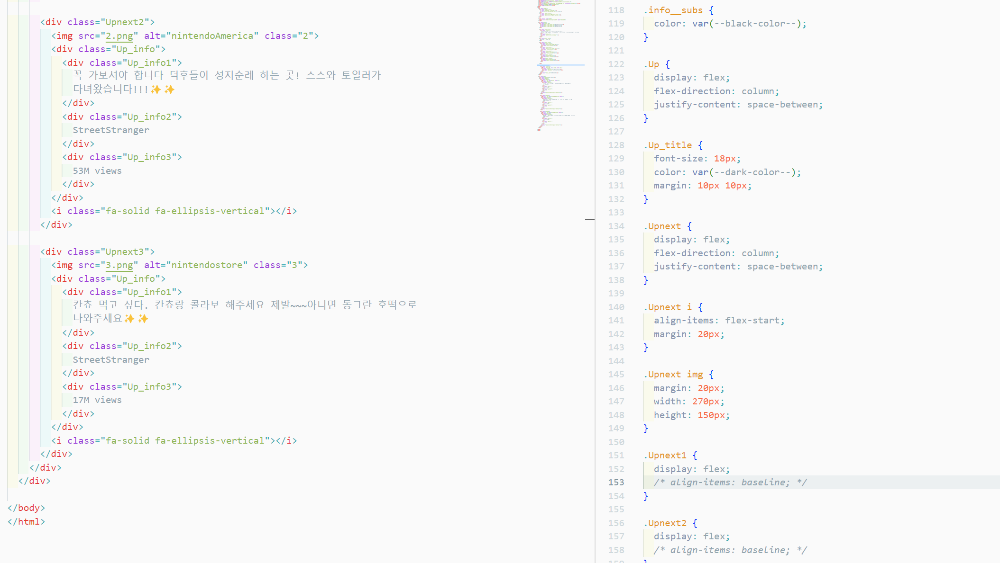 <div class="Upnext2">
<img src="2.png" alt="nintendoAmerica" class="2">
<div class="Up_info">
<div class="Up_info1">
꼭 가보셔야 합니다 덕후들이 성지순례 하는 곳! 스스와 토일러가
다녀왔습니다!!!✨✨
</div>
<div class="Up_info2">
StreetStranger
</div>
<div class="Up_info3">
53M views
</div>
</div>
<i class="fa-solid fa-ellipsis-vertical"></i>
</div>
<div class="Upnext3">
<img src="3.png" alt="nintendostore" class="3">
<div class="Up_info">
<div class="Up_info1">
칸쵸 먹고 싶다. 칸쵸랑 콜라보 해주세요 제발~~~아니면 동그란 호떡으로
나와주세요✨✨
</div>
<div class="Up_info2">
StreetStranger
</div>
<div class="Up_info3">
17M views
</div>
</div>
<i class="fa-solid fa-ellipsis-vertical"></i>
</div>
</div>
</div>
</body>
</html>
118 .info__subs {
119 color: var(--black-color--);
120 }
121
122 .Up {
123 display: flex;
124 flex-direction: column;
125 justify-content: space-between;
126 }
127
128 .Up_title {
129 font-size: 18px;
130 color: var(--dark-color--);
131 margin: 10px 10px;
132 }
133
134 .Upnext {
135 display: flex;
136 flex-direction: column;
137 justify-content: space-between;
138 }
139
140 .Upnext i {
141 align-items: flex-start;
142 margin: 20px;
143 }
144
145 .Upnext img {
146 margin: 20px;
147 width: 270px;
148 height: 150px;
149 }
150
151 .Upnext1 {
152 display: flex;
153 /* align-items: baseline; */
154 }
155
156 .Upnext2 {
157 display: flex;
158 /* align-items: baseline; */